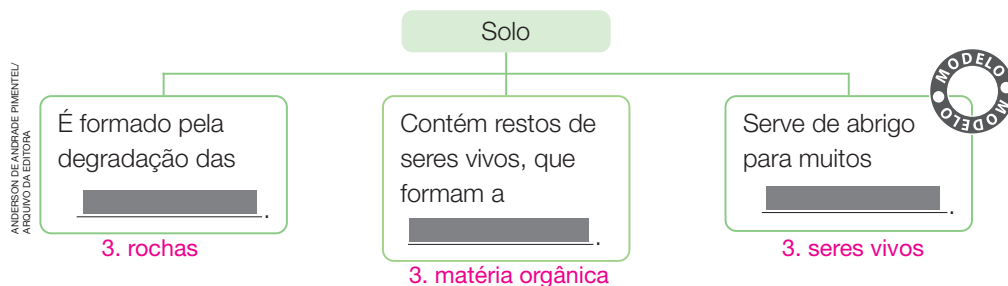 Solo
ANDERSON DE ANDRADE PIMENTEL/
ARQUIVO DA EDITORA
É formado pela
degradação das
.
3. rochas
Contém restos de
seres vivos, que
formam a
.
3. matéria orgânica
Serve de abrigo
para muitos
.
3. seres vivos
MODELO MODELO